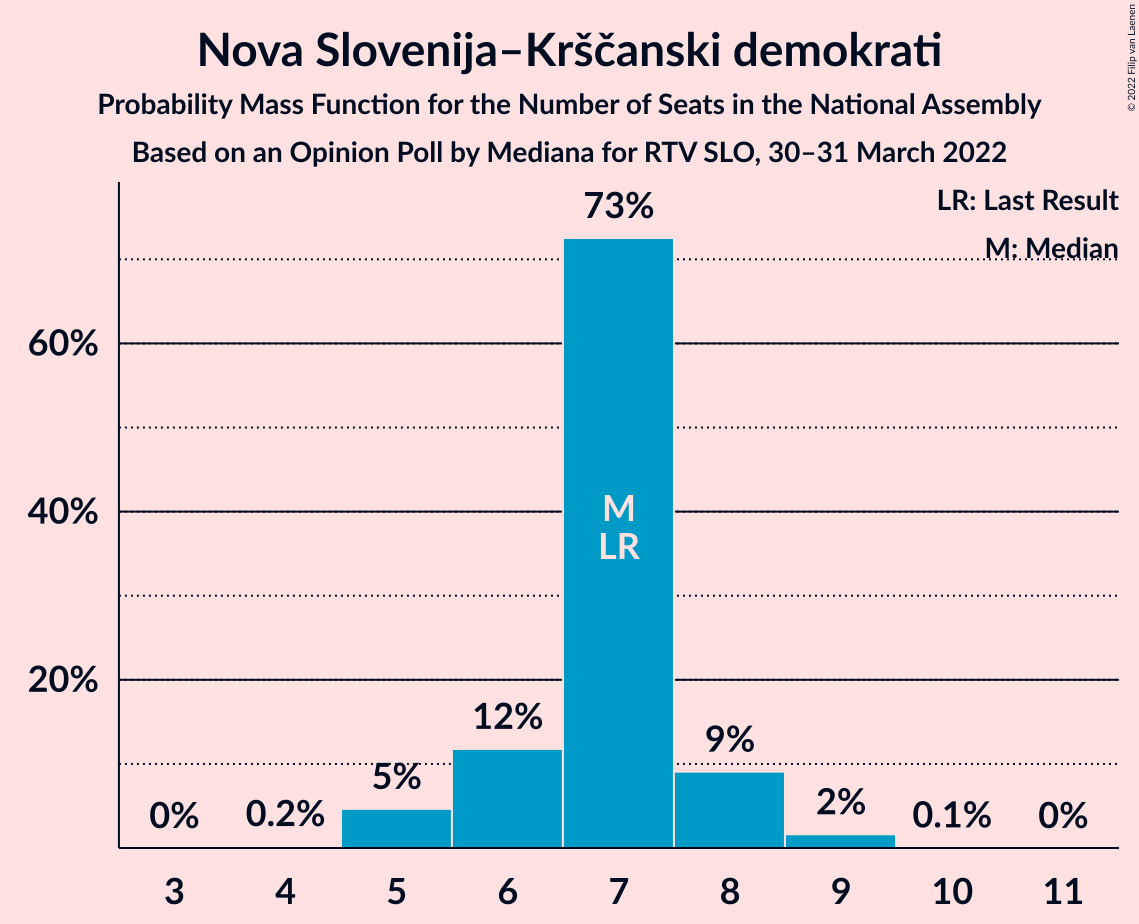 Nova Slovenija–Krščanski demokrati
Probability Mass Function for the Number of Seats in the National Assembly
Based on an Opinion Poll by Mediana for RTV SLO, 30–31 March 2022
© 2022 Filip van Laenen
LR: Last Result
M: Median
73%
60%
M
40%
LR
20%
12%
9%
5%
2%
0%
0.2%
0.1%
0%
3 4 5 6 7 8 9 10 11